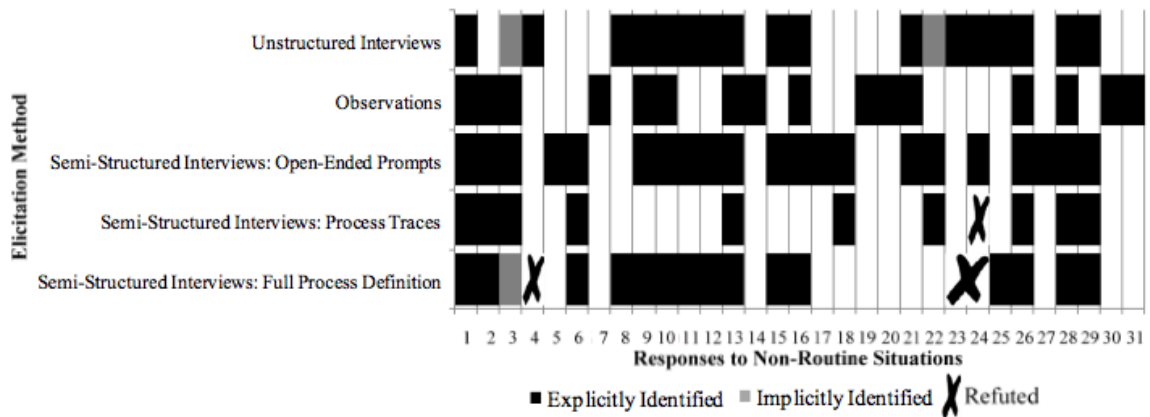 Elicitation Method
Unstructured Interviews
Observations
Semi-Structured Interviews: Open-Ended Prompts
Semi-Structured Interviews: Process Traces
Semi-Structured Interviews: Full Process Definition
1 2 3 4 5 6 7 8 9 10 11 12 13 14 15 16 17 18 19 20 21 22 23 24 25 26 27 28 29 30 31
Responses to Non-Routine Situations
Explicitly Identified Implicitly Identified Refuted